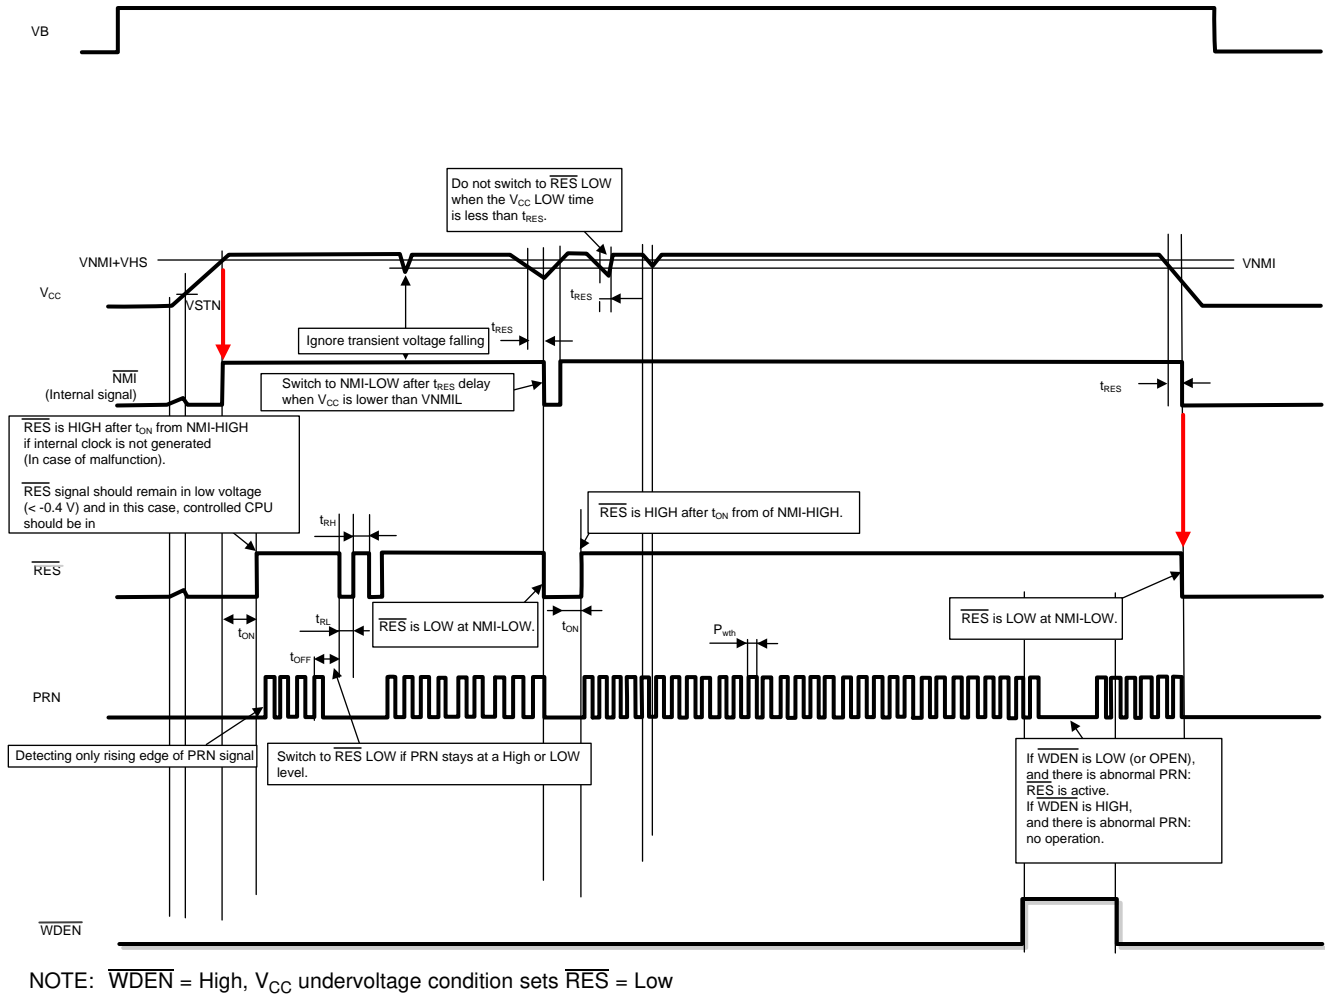 VB
Do not switch to RES LOW
when the VCC LOW time
is less than tRES.
VNMI+VHS
VNMI
VCC
VSTN
tRES
tRES
Ignore transient voltage falling
NMI
(Internal signal)
Switch to NMI-LOW after tRES delay
when VCC is lower than VNMIL
tRES
RES is HIGH after tON from NMI-HIGH
if internal clock is not generated
(In case of malfunction).
RES signal should remain in low voltage
(< -0.4 V) and in this case, controlled CPU
should be in
RES is HIGH after tON from of NMI-HIGH.
tRH
RES
tRL
RES is LOW at NMI-LOW.
tON
tON
RES is LOW at NMI-LOW.
Pwth
tOFF
PRN
Detecting only rising edge of PRN signal
Switch to RES LOW if PRN stays at a High or LOW
level.
If WDEN is LOW (or OPEN),
and there is abnormal PRN:
RES is active.
If WDEN is HIGH,
and there is abnormal PRN:
no operation.
WDEN
NOTE: WDEN = High, VCC undervoltage condition sets RES = Low